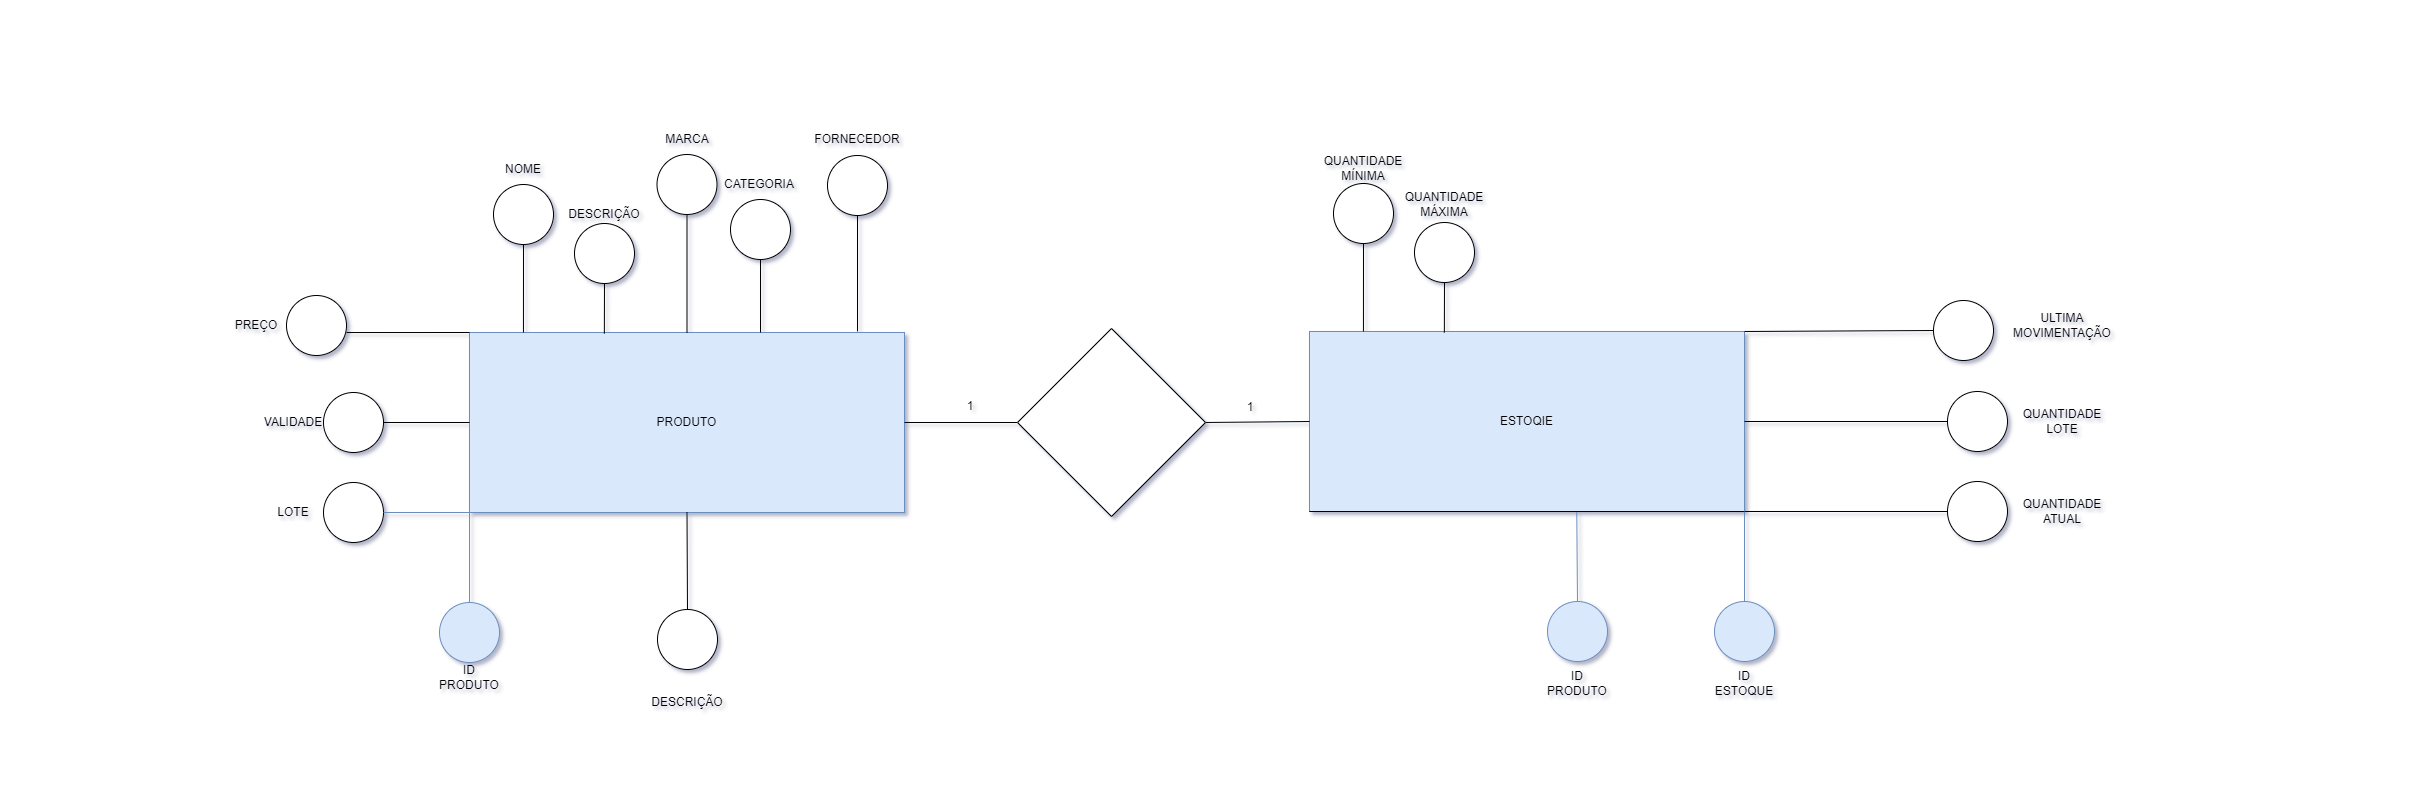 MARCA
FORNECEDOR
NOME
CATEGORIA
DESCRIÇÃO
QUANTIDADE
MÍNIMA
QUANTIDADE
MÁXIMA
PREÇO
ULTIMA
MOVIMENTAÇÃO
VALIDADE
PRODUTO
1
1
ESTOQIE
QUANTIDADE
LOTE
LOTE
QUANTIDADE
ATUAL
ID
PRODUTO
DESCRIÇÃO
ID
PRODUTO
ID
ESTOQUE